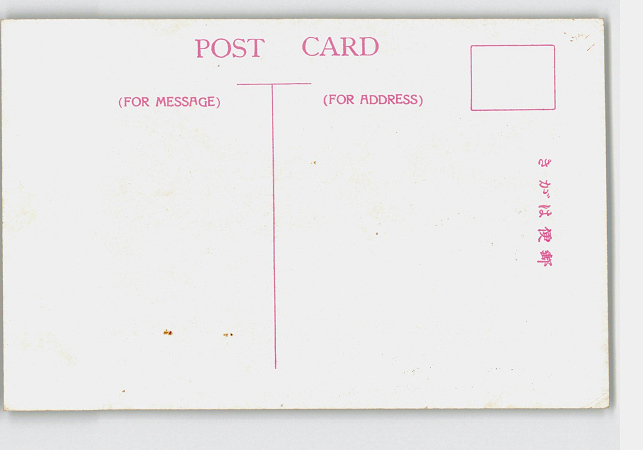 POST CARD
(FOR MESSAGE)
(FOR ADDRESS)
郵便はがき